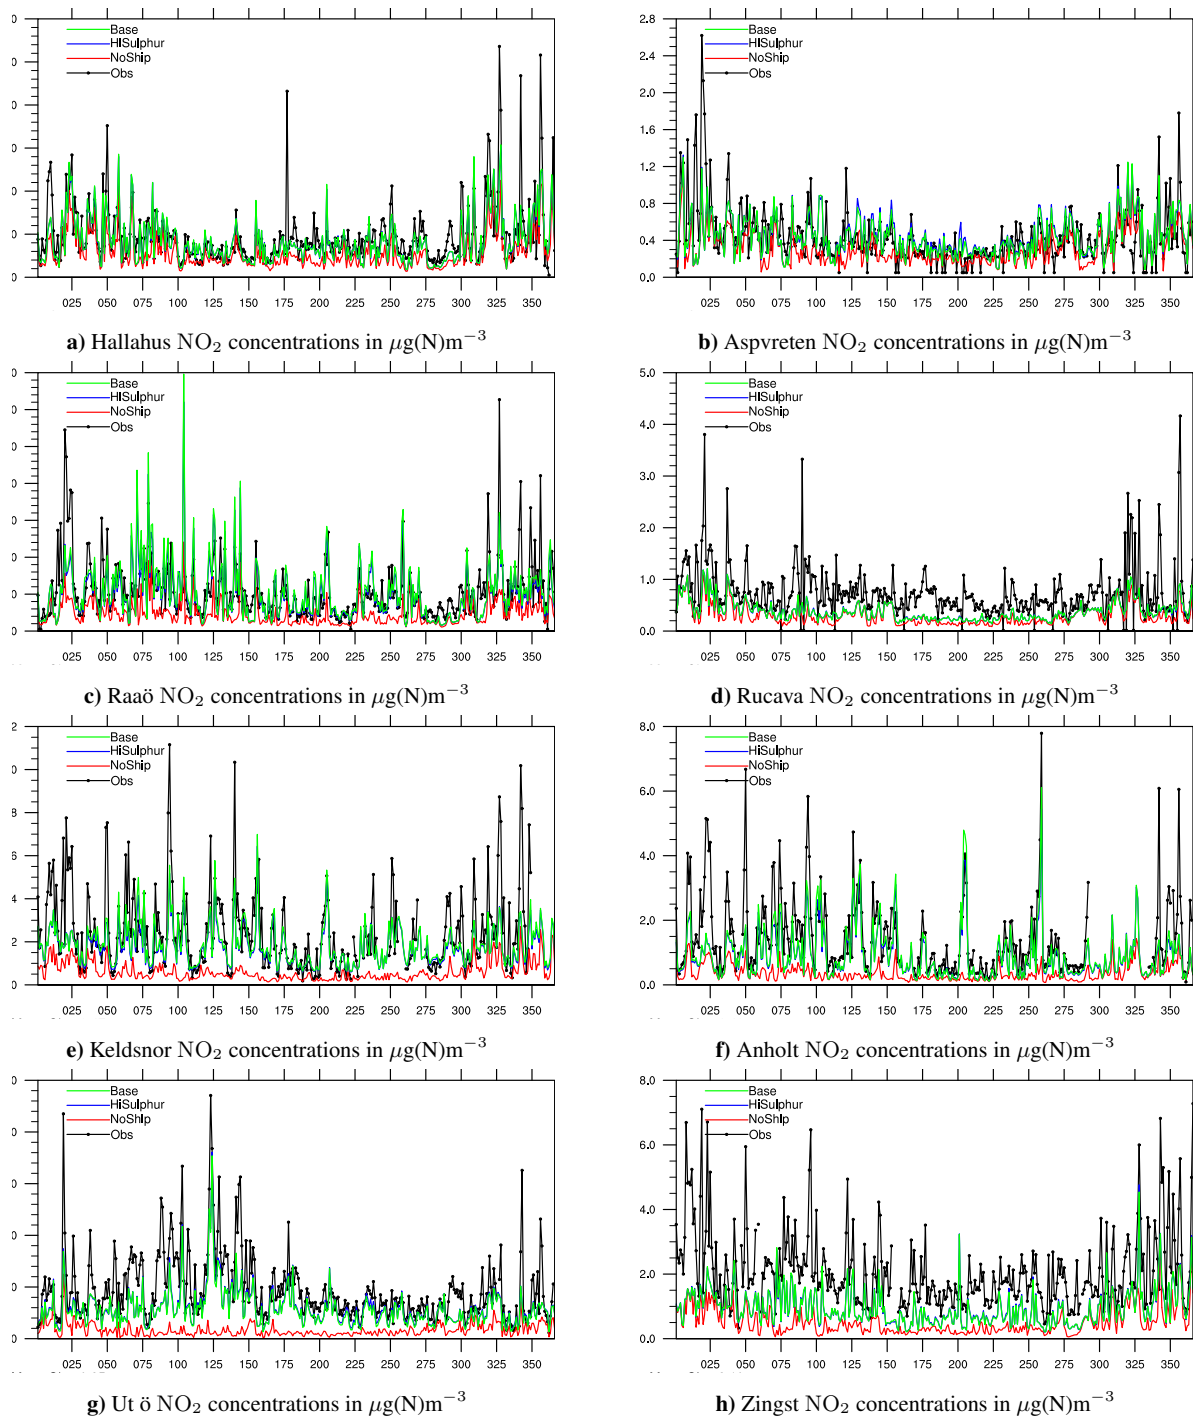 Base
HISulphur
NoShip
Obs
025 050 075 100 125 150 175 200 225 250 275 300 325 350
a) Hallahus NO₂ concentrations in μg(N)m⁻³
2.8
2.4
2.0
1.6
1.2
0.8
0.4
0.0
Base
HISulphur
NoShip
Obs
025 050 075 100 125 150 175 200 225 250 275 300 325 350
b) Aspvreten NO₂ concentrations in μg(N)m⁻³
Base
HISulphur
NoShip
Obs
025 050 075 100 125 150 175 200 225 250 275 300 325 350
c) Raaö NO₂ concentrations in μg(N)m⁻³
5.0
4.0
3.0
2.0
1.0
0.0
Base
HISulphur
NoShip
Obs
025 050 075 100 125 150 175 200 225 250 275 300 325 350
d) Rucava NO₂ concentrations in μg(N)m⁻³
2
0
8
6
4
2
0
Base
HiSulphur
NoShip
Obs
025 050 075 100 125 150 175 200 225 250 275 300 325 350
e) Keldsnor NO₂ concentrations in μg(N)m⁻³
8.0
6.0
4.0
2.0
0.0
Base
HiSulphur
NoShip
Obs
025 050 075 100 125 150 175 200 225 250 275 300 325 350
f) Anholt NO₂ concentrations in μg(N)m⁻³
Base
HiSulphur
NoShip
Obs
025 050 075 100 125 150 175 200 225 250 275 300 325 350
g) Ut ö NO₂ concentrations in μg(N)m⁻³
8.0
6.0
4.0
2.0
0.0
Base
HiSulphur
NoShip
Obs
025 050 075 100 125 150 175 200 225 250 275 300 325 350
h) Zingst NO₂ concentrations in μg(N)m⁻³